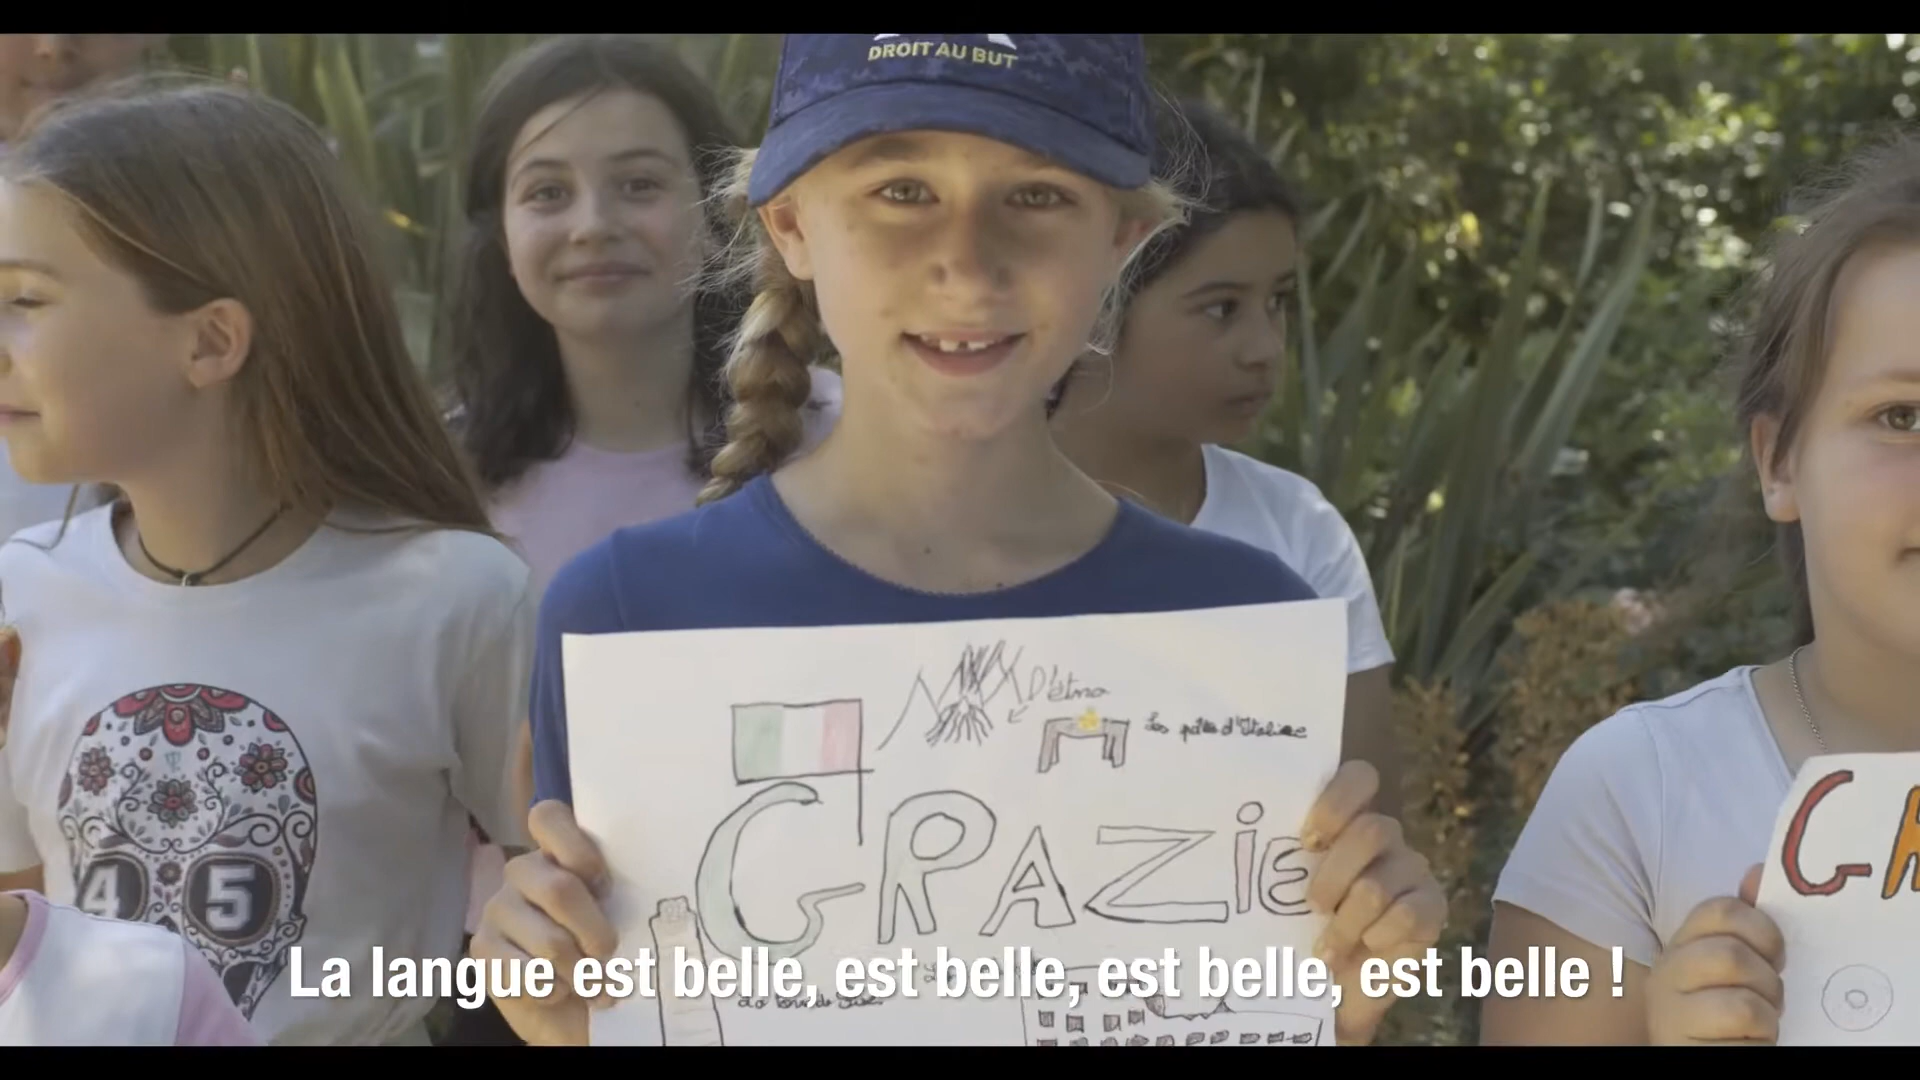 DROIT AU BUT
D'etna
Les pâtes d'Italiee
GRAZIE
GR
45
La langue est belle, est belle, est belle, est belle !